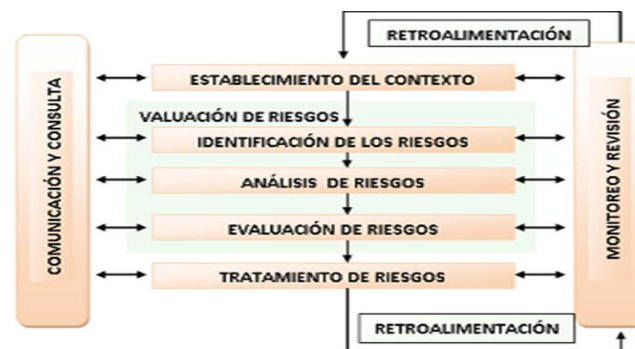 RETROALIMENTACIÓN
ESTABLECIMIENTO DEL CONTEXTO
VALUACIÓN DE RIESGOS
IDENTIFICACIÓN DE LOS RIESGOS
ANÁLISIS DE RIESGOS
EVALUACIÓN DE RIESGOS
TRATAMIENTO DE RIESGOS
RETROALIMENTACIÓN
COMUNICACIÓN Y CONSULTA
MONITOREO Y REVISIÓN